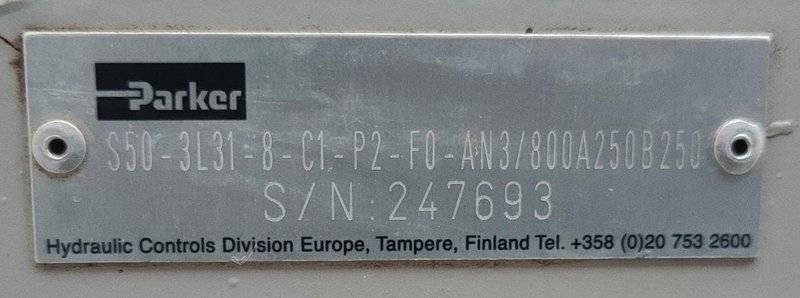 Parker
S50-3L31-8-C1-P2-F0-AN3/800A250B250
S/N:247693
Hydraulic Controls Division Europe, Tampere, Finland Tel. +358 (0)20 753 2600